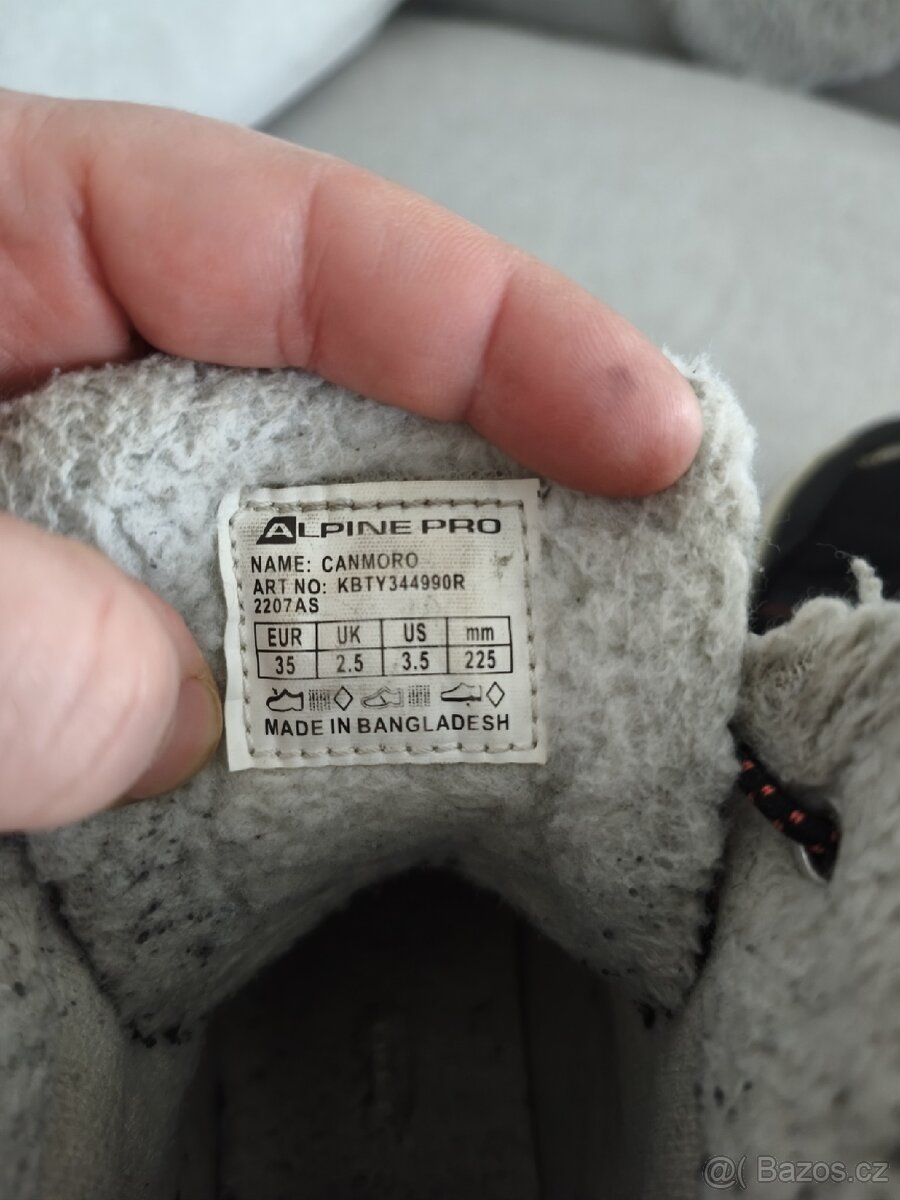 ALPINE PRO
NAME: CANMORO
ART NO: KBTY344990R
2207AS
EUR UK US mm
35 2.5 3.5 225
MADE IN BANGLADESH
@( Bazos.cz